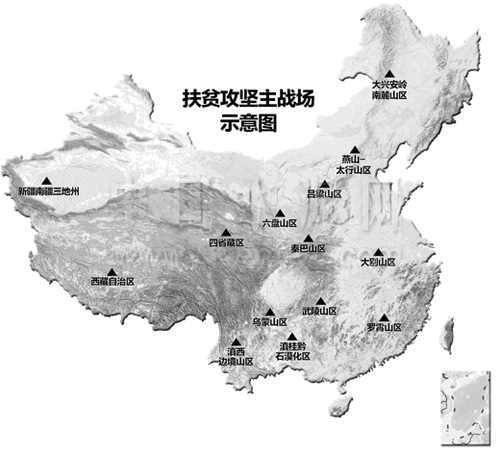 扶贫攻坚主战场
示意图
大兴安岭
南麓山区
燕山-
太行山区
新疆南疆三地州
吕梁山区
六盘山区
四省藏区
秦巴山区
大别山区
西藏自治区
武陵山区
乌蒙山区
罗霄山区
滇西
边境山区
滇桂黔
石漠化区